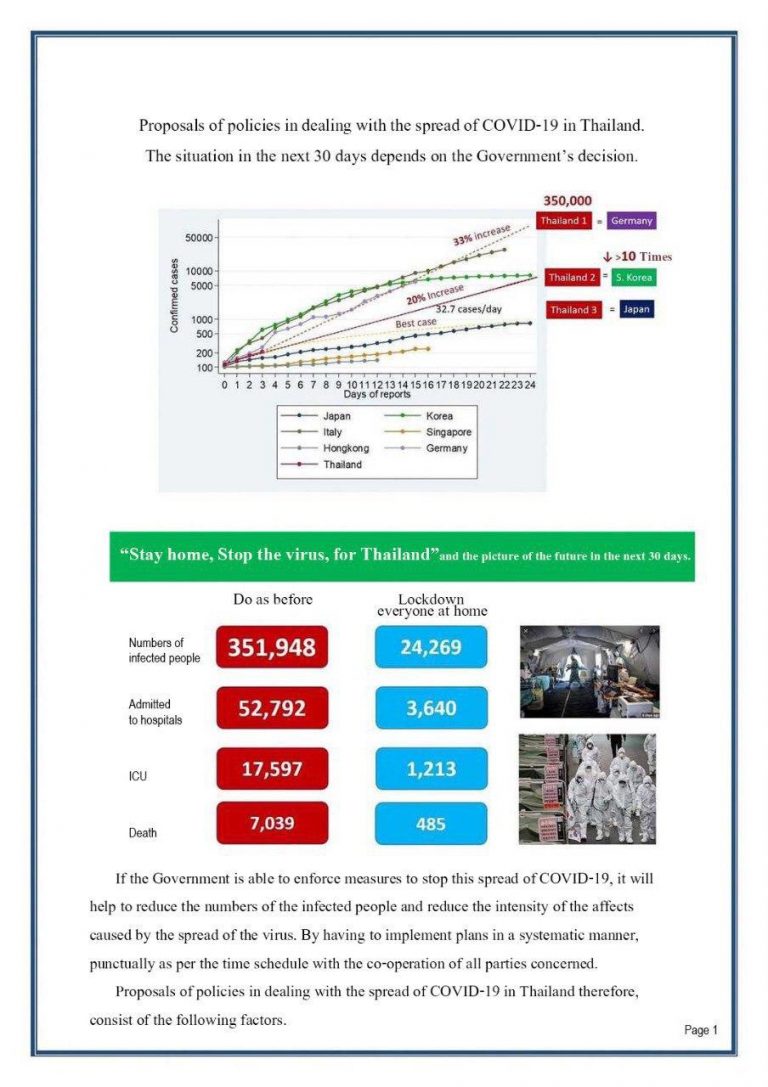 Proposals of policies in dealing with the spread of COVID-19 in Thailand.
The situation in the next 30 days depends on the Government's decision.
350,000
Thailand 1 = Germany
↓ >10 Times
Thailand 2 = S. Korea
Thailand 3 = Japan
Confirmed cases
50000
10000
5000
1000
500
200
100
33% increase
20% Increase
32.7 cases/day
Best case
0 1 2 3 4 5 6 7 8 9 10 11 12 13 14 15 16 17 18 19 20 21 22 23 24
Days of reports
Japan Korea
Italy Singapore
Hongkong Germany
Thailand
“Stay home, Stop the virus, for Thailand” and the picture of the future in the next 30 days.
Do as before
Lockdown
everyone at home
Numbers of
infected people
351,948 24,269
Admitted
to hospitals
52,792 3,640
ICU
17,597 1,213
Death
7,039 485
If the Government is able to enforce measures to stop this spread of COVID-19, it will
help to reduce the numbers of the infected people and reduce the intensity of the affects
caused by the spread of the virus. By having to implement plans in a systematic manner,
punctually as per the time schedule with the co-operation of all parties concerned.
Proposals of policies in dealing with the spread of COVID-19 in Thailand therefore,
consist of the following factors.
Page 1